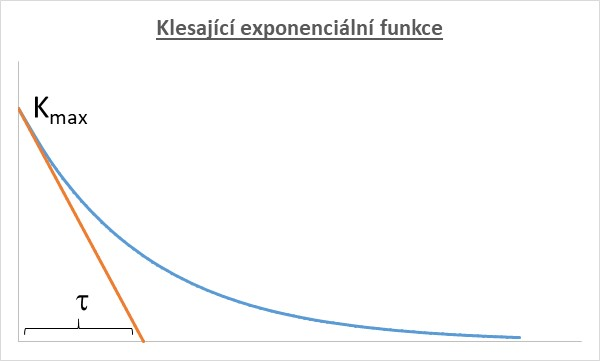 Klesající exponenciální funkce
Kmax
τ